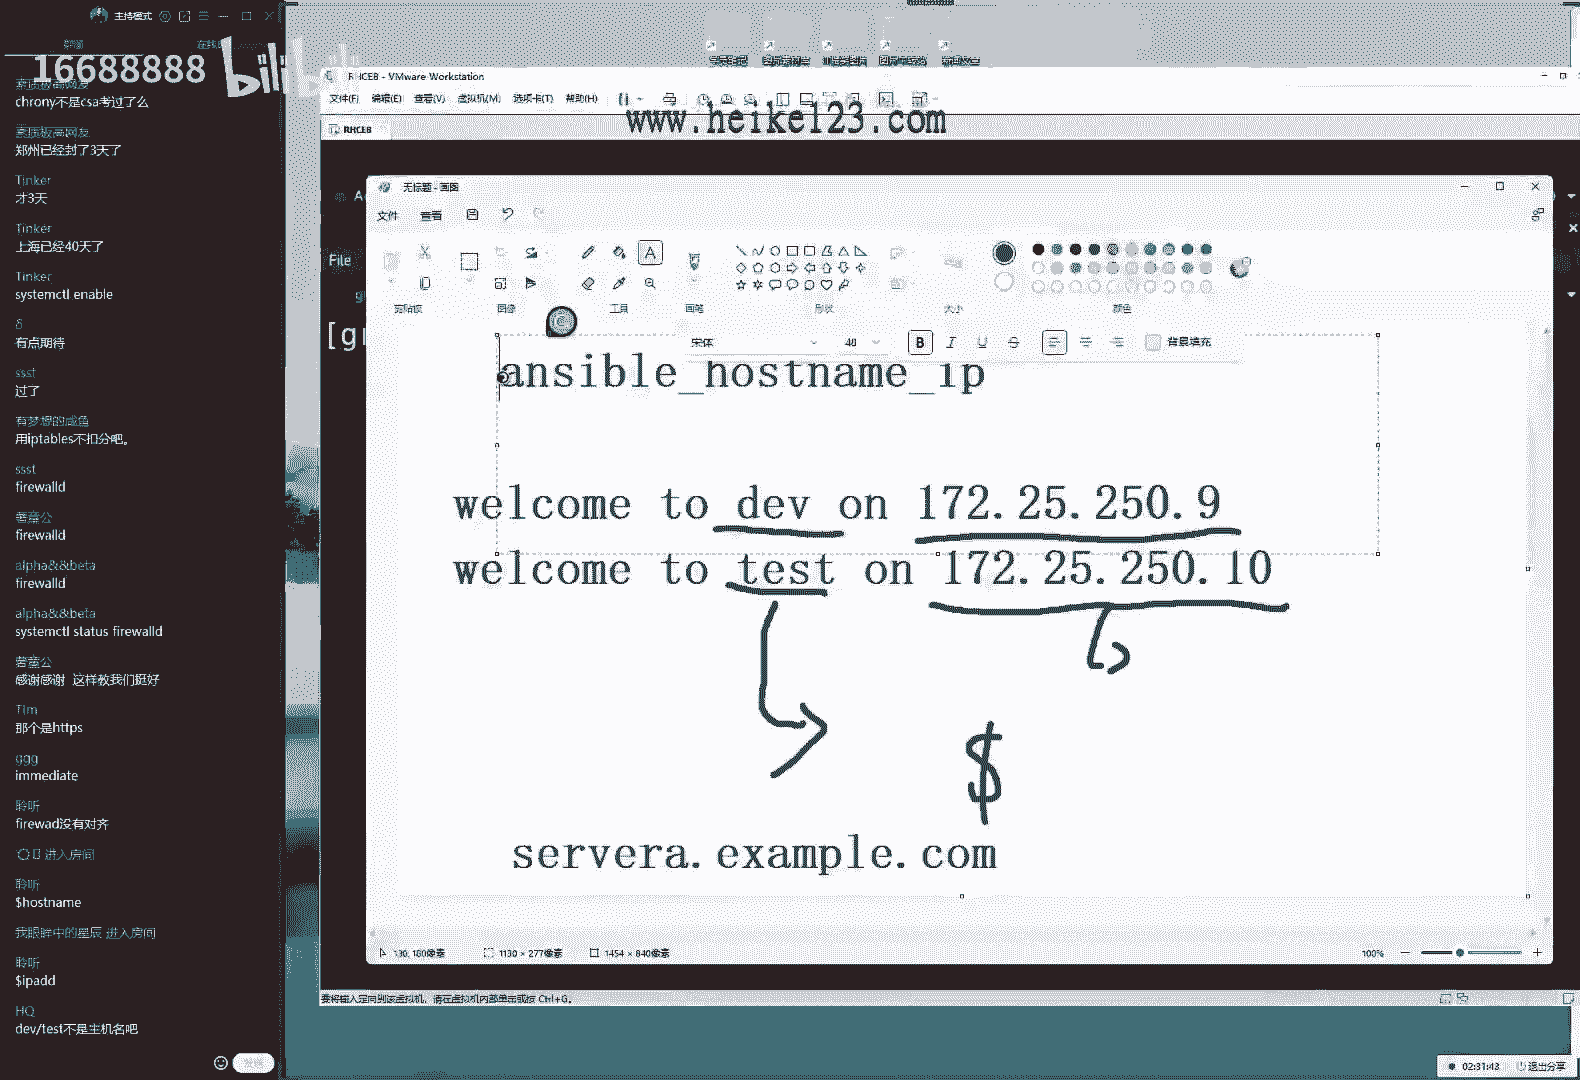 主持模式
16688888
bilibili
素质极高网友
chrony不是csa考过了么
素质极高网友
郑州已经封了3天了
Tinker
才3天
Tinker
上海已经40天了
Tinker
systemctl enable
δ
有点期待
ssst
过了
有梦想的咸鱼
用iptables不扣分吧。
ssst
firewalld
firewalld
alpha&&beta
firewalld
alpha&&beta
systemctl status firewalld
感谢感谢 这样教我们挺好
Tim
那个是https
ggg
immediate
聆听
firewad没有对齐
进入房间
聆听
$hostname
我眼眸中的星辰 进入房间
聆听
$ipadd
HQ
dev/test不是主机名吧
发送
RHCEB - VMware Workstation
文件(F) 编辑(E) 查看(V) 虚拟机(M) 选项卡(T) 帮助(H)
www.heike123.com
RHCEB
File
[gr
无标题 - 画图
文件 查看
剪贴板 图像 工具 画笔 形状 大小 颜色
宋体 48 B I U S 背景填充
ansible_hostname_ip
welcome to dev on 172.25.250.9
welcome to test on 172.25.250.10
$
servera.example.com
130, 180像素 1130 × 277像素 1454 × 840像素 100%
要将输入定向到该虚拟机，请在虚拟机内部单击或按 Ctrl+G。
02:31:43 退出分享